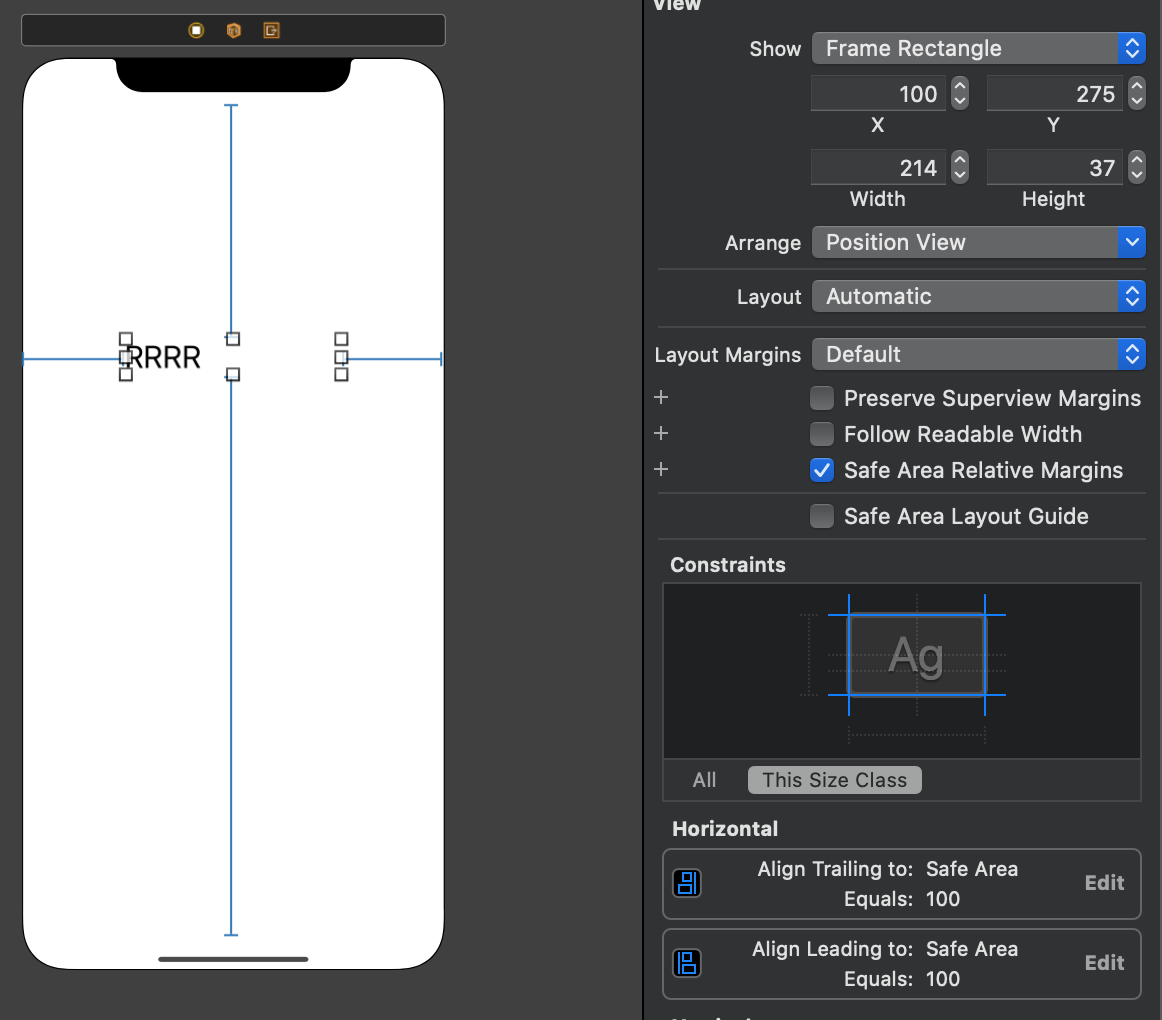 View
Show Frame Rectangle
100 275
X Y
214 37
Width Height
Arrange Position View
Layout Automatic
Layout Margins Default
Preserve Superview Margins
Follow Readable Width
Safe Area Relative Margins
Safe Area Layout Guide
Constraints
Ag
All This Size Class
Horizontal
Align Trailing to: Safe Area
Equals: 100
Edit
Align Leading to: Safe Area
Equals: 100
Edit
RRRR